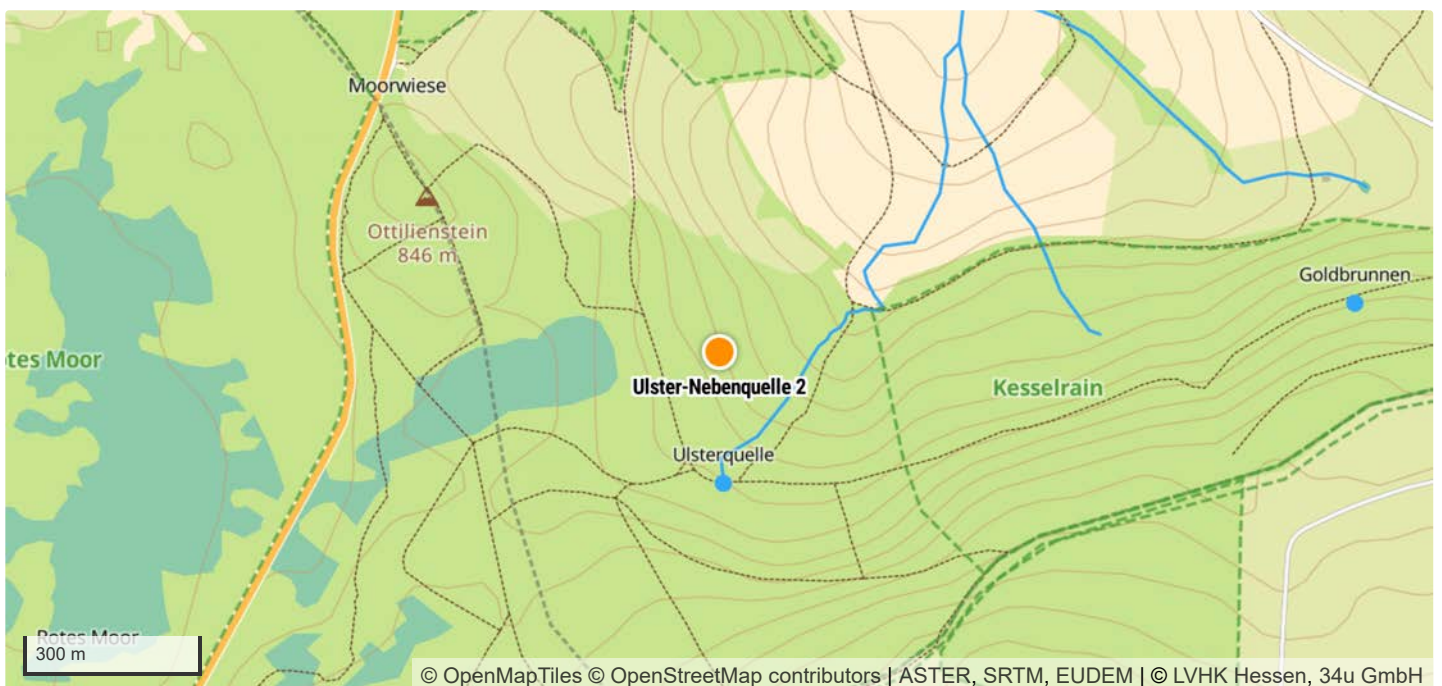 Moorwiese
Ottilienstein
846 m
Goldbrunnen
otes Moor
Ulster-Nebenquelle 2
Kesselrain
Ulsterquelle
Rotes Moor
300 m
© OpenMapTiles © OpenStreetMap contributors | ASTER, SRTM, EUDEM | © LVHK Hessen, 34u GmbH